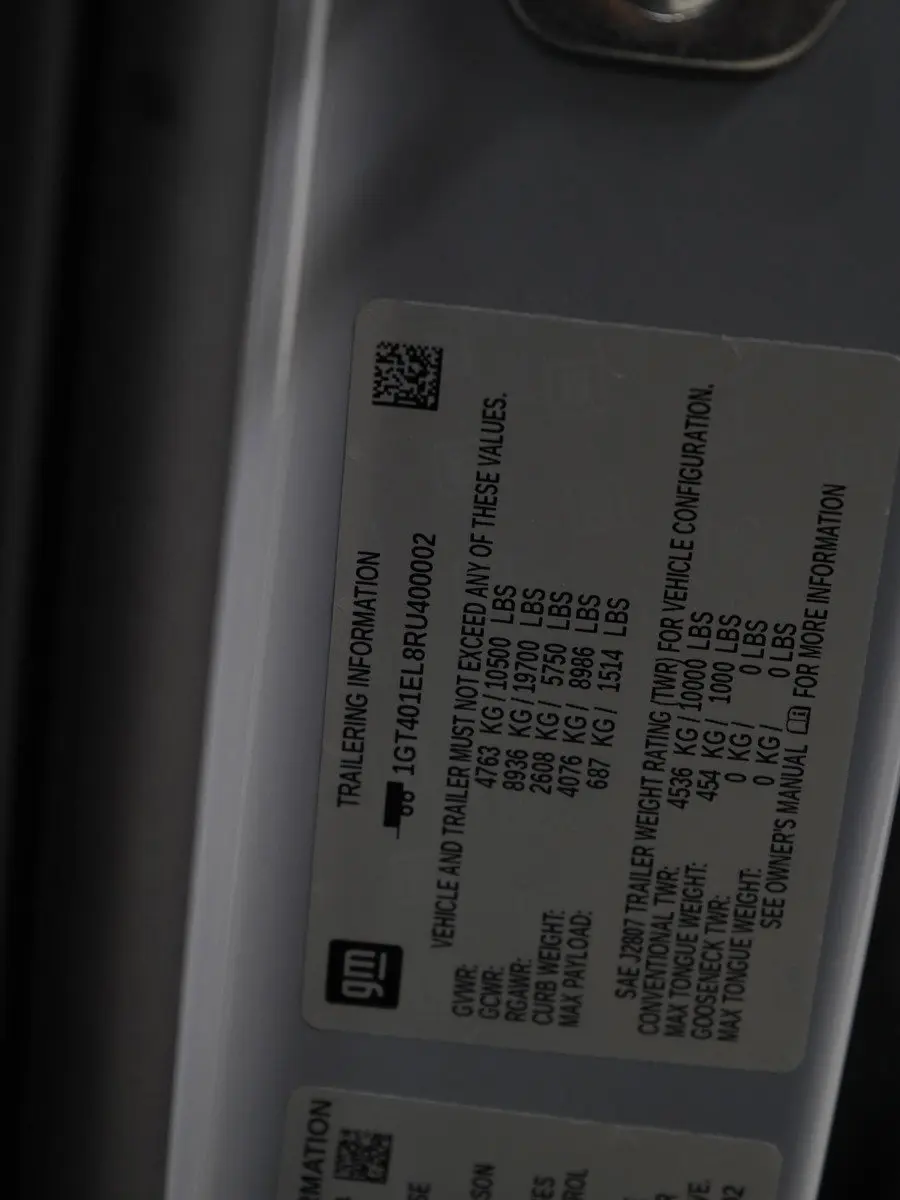 gm
TRAILERING INFORMATION
1GT401EL8RU400002
VEHICLE AND TRAILER MUST NOT EXCEED ANY OF THESE VALUES.
GVWR: 4763 KG / 10500 LBS
GCWR: 8936 KG / 19700 LBS
RGAWR: 2608 KG / 5750 LBS
CURB WEIGHT: 4076 KG / 8986 LBS
MAX PAYLOAD: 687 KG / 1514 LBS
SAE J2807 TRAILER WEIGHT RATING (TWR) FOR VEHICLE CONFIGURATION.
CONVENTIONAL TWR: 4536 KG / 10000 LBS
MAX TONGUE WEIGHT: 454 KG / 1000 LBS
GOOSENECK TWR: 0 KG / 0 LBS
MAX TONGUE WEIGHT: 0 KG / 0 LBS
SEE OWNER'S MANUAL FOR MORE INFORMATION